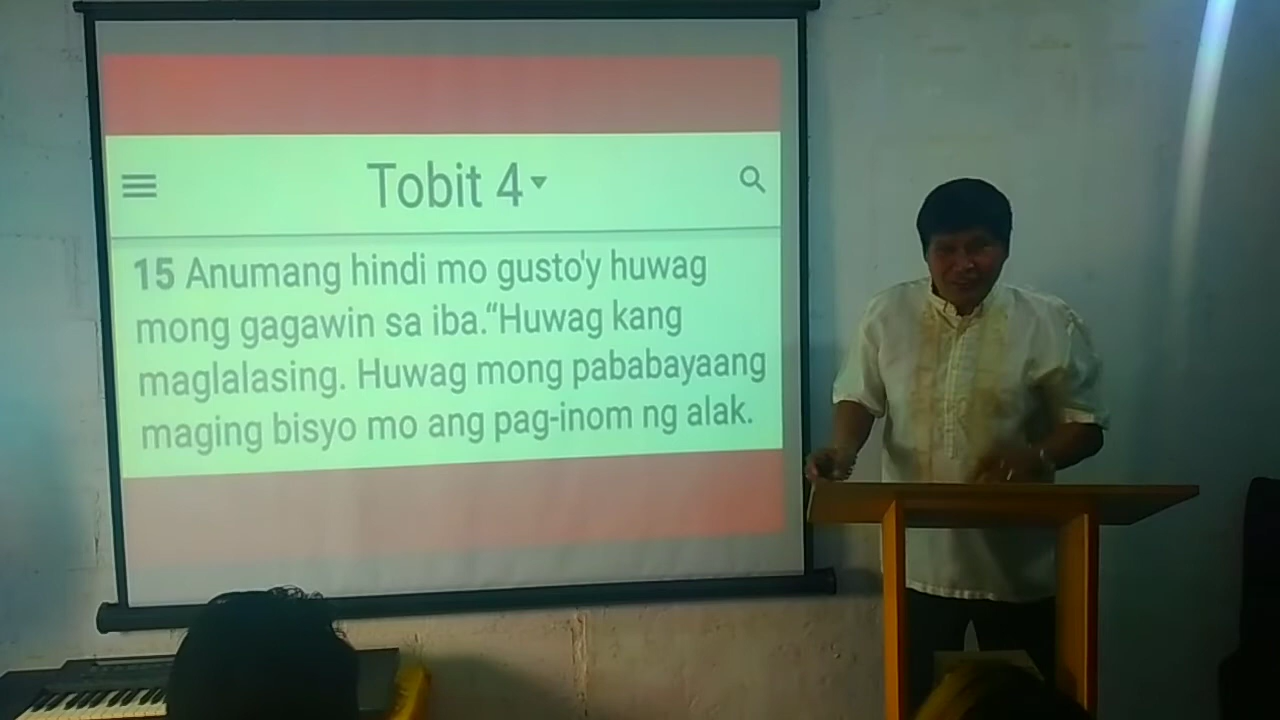 Tobit 4
15 Anumang hindi mo gusto'y huwag
mong gagawin sa iba.“Huwag kang
maglalasing. Huwag mong pababayaang
maging bisyo mo ang pag-inom ng alak.